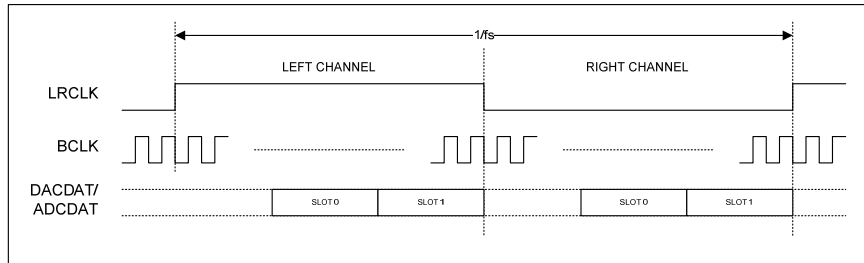 1/fs
LEFT CHANNEL RIGHT CHANNEL
LRCLK
BCLK
DACDAT/
ADCDAT
SLOT 0 SLOT 1 SLOT 0 SLOT 1